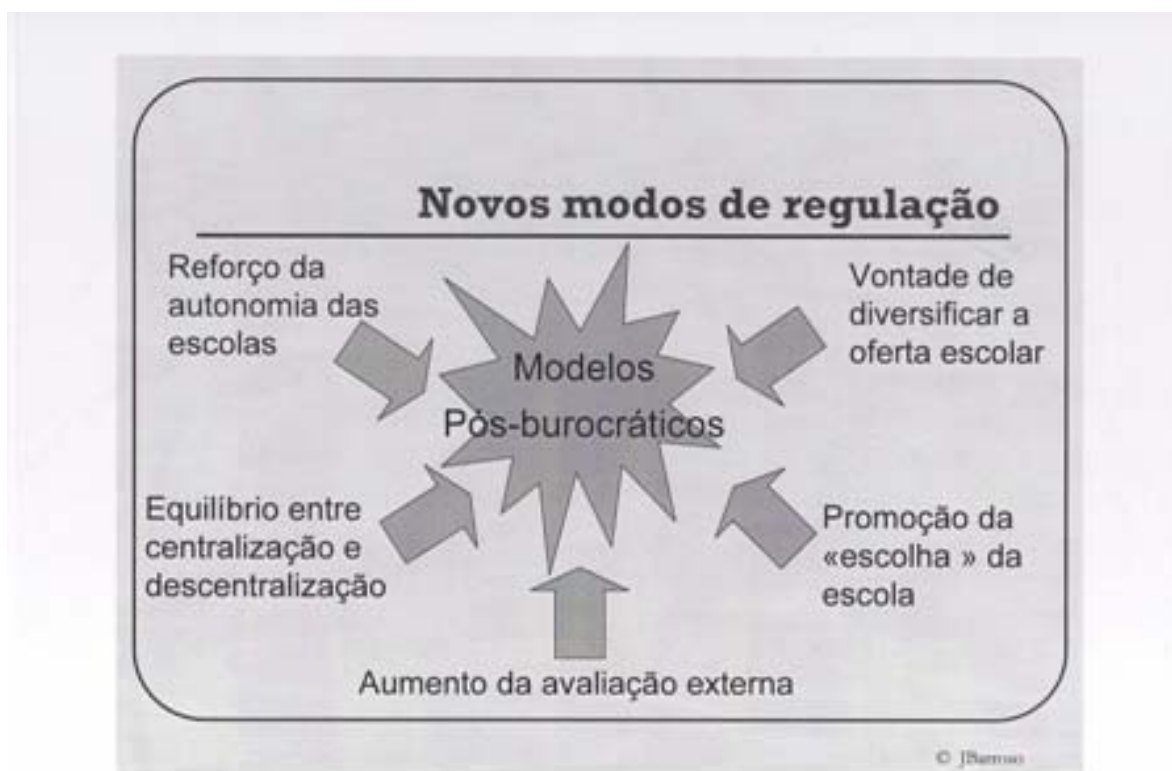 Novos modos de regulação
Reforço da
autonomia das
escolas
Vontade de
diversificar a
oferta escolar
Modelos
Pós-burocráticos
Equilíbrio entre
centralização e
descentralização
Promoção da
«escolha » da
escola
Aumento da avaliação externa
© JBarroso